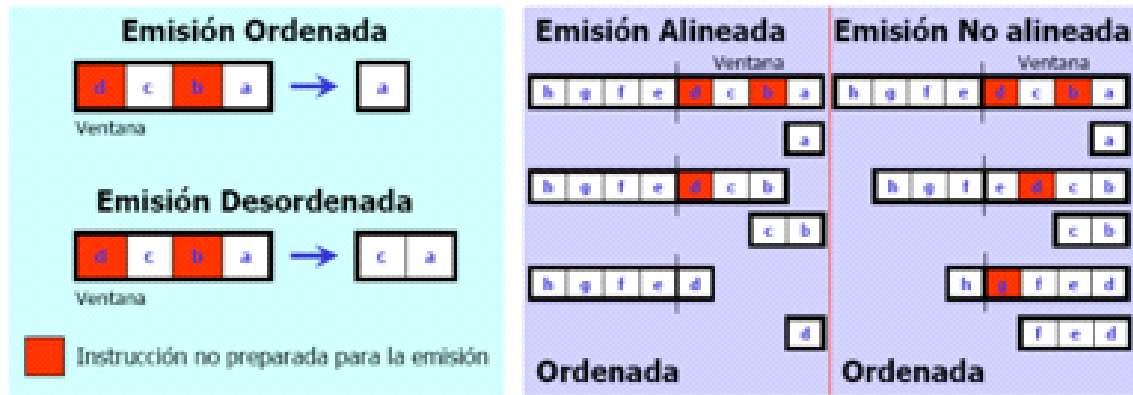 Emisión Ordenada
d c b a a
Ventana
Emisión Desordenada
d c b a c a
Ventana
Instrucción no preparada para la emisión
Emisión Alineada
Ventana
h g f e d c b a
a
h g f e d c b
c b
h g f e d
d
Ordenada
Emisión No alineada
Ventana
h g f e d c b a
a
h g f e d c b
c b
h g f e d
f e d
Ordenada